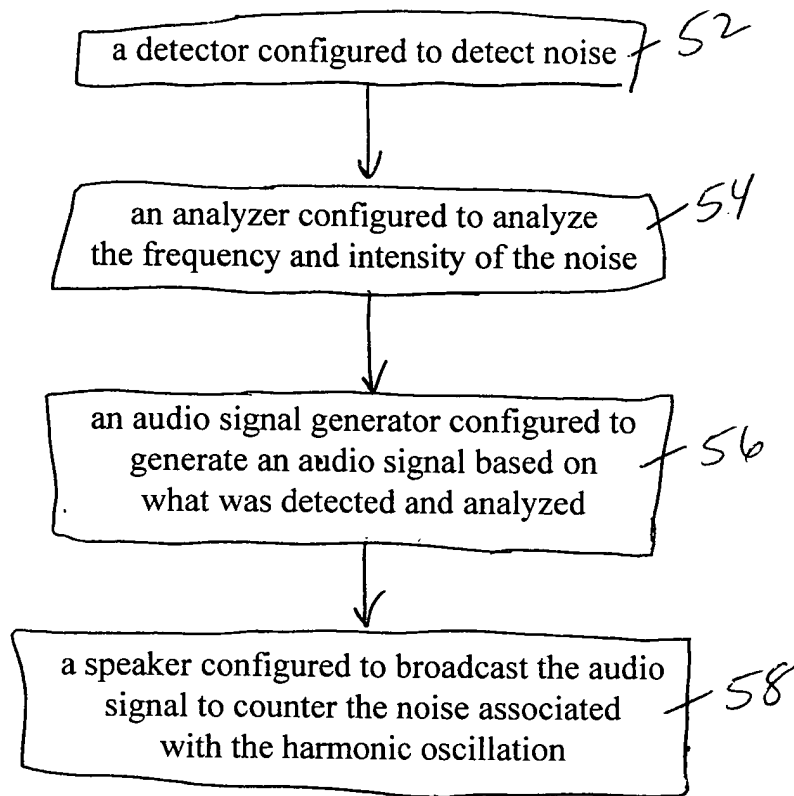 a detector configured to detect noise 52
an analyzer configured to analyze 54
the frequency and intensity of the noise
an audio signal generator configured to
generate an audio signal based on 56
what was detected and analyzed
a speaker configured to broadcast the audio
signal to counter the noise associated 58
with the harmonic oscillation